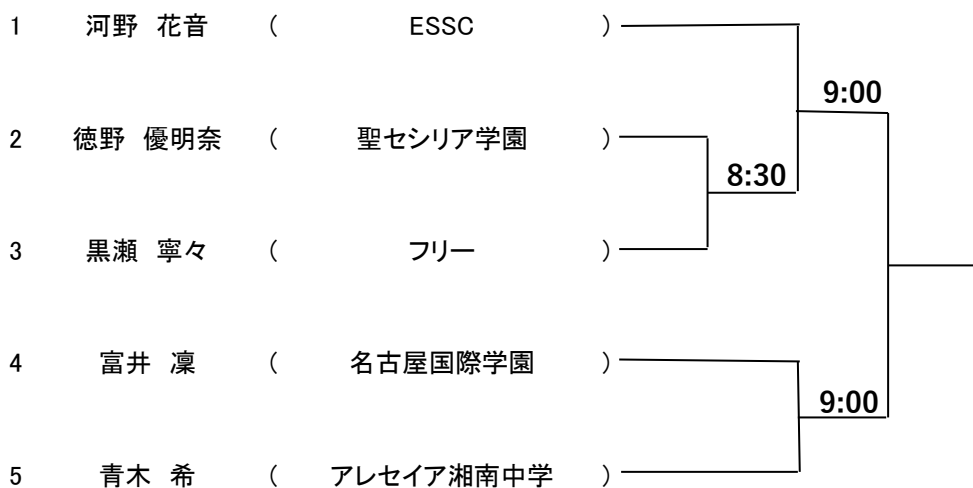 1 河野 花音 ( ESSC )
9:00
2 徳野 優明奈 ( 聖セシリア学園 )
8:30
3 黒瀬 寧々 ( フリー )
4 富井 凜 ( 名古屋国際学園 )
9:00
5 青木 希 ( アレセイア湘南中学 )